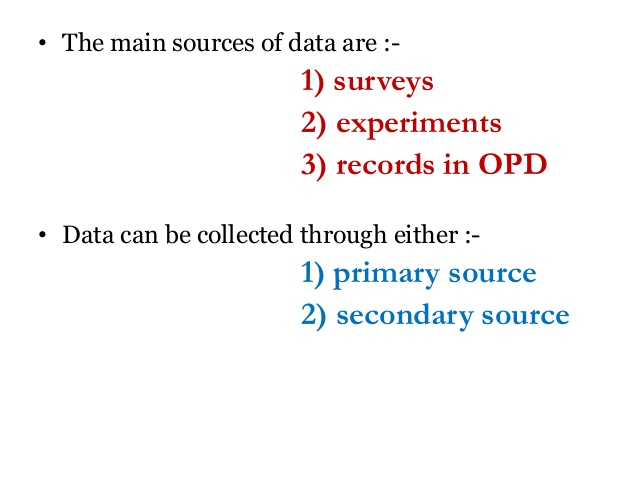 • The main sources of data are :-
1) surveys
2) experiments
3) records in OPD
• Data can be collected through either :-
1) primary source
2) secondary source